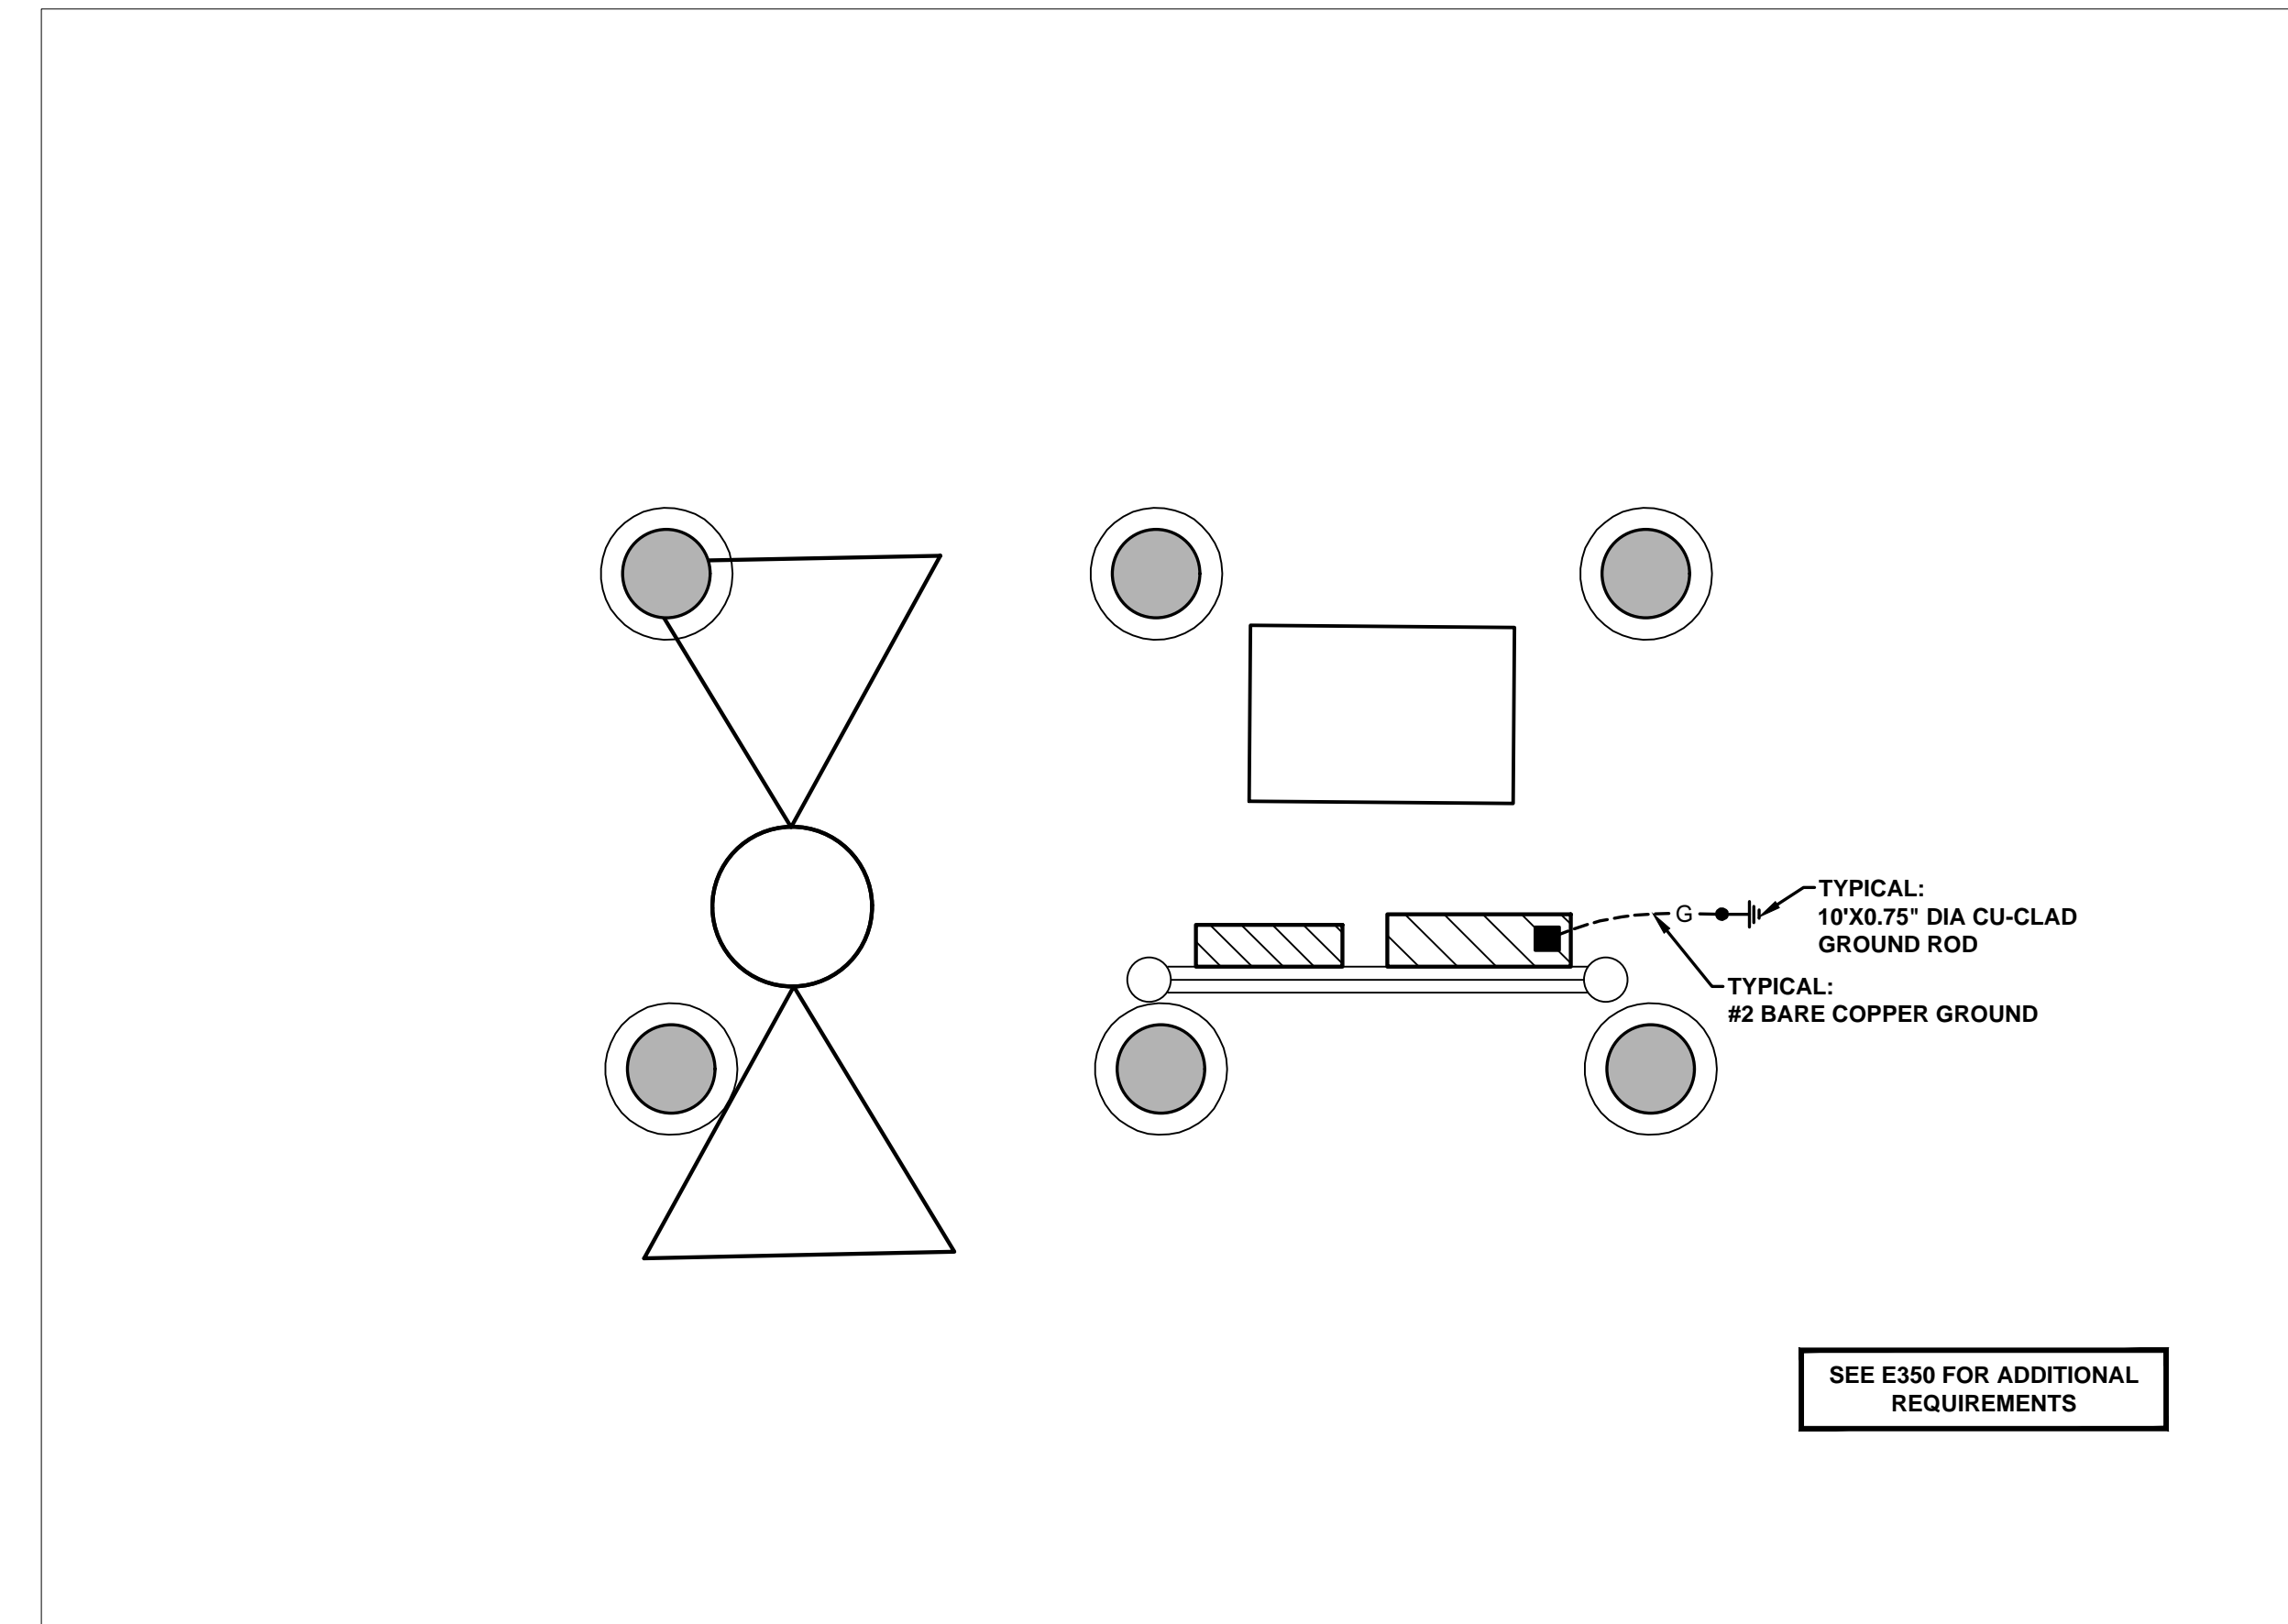 TYPICAL:
10'X0.75" DIA CU-CLAD
GROUND ROD
G
TYPICAL:
#2 BARE COPPER GROUND
SEE E350 FOR ADDITIONAL
REQUIREMENTS